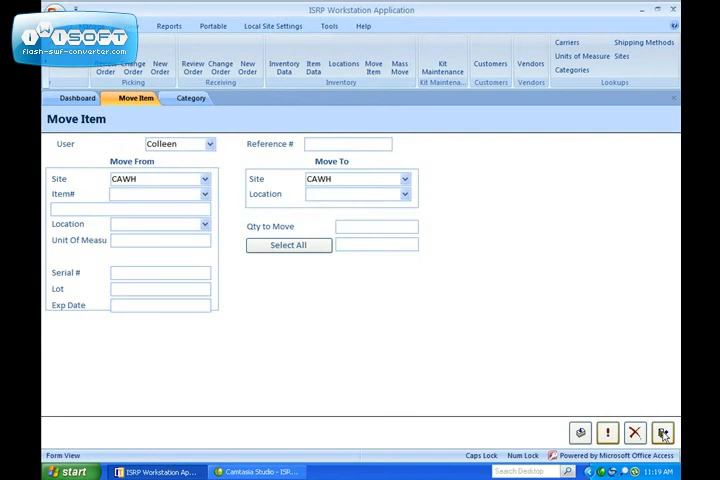 iWiSOFT
flash-swf-converter.com
ISRP Workstation Application
Reports Portable Local Site Settings Tools Help
Order Change Order New Order
Picking
Review Order Change Order New Order
Receiving
Inventory Data Item Data Locations Move Item Mass Move
Inventory
Kit Maintenance
Kit Maintena...
Customers
Customers
Vendors
Vendors
Carriers Shipping Methods
Units of Measure Sites
Categories
Lookups
Dashboard Move Item Category
Move Item
User Colleen Reference #
Move From Move To
Site CAWH Site CAWH
Item# Location
Location Qty to Move
Unit Of Measu Select All
Serial #
Lot
Exp Date
Form View Caps Lock Num Lock Powered by Microsoft Office Access
start ISRP Workstation Ap... Camtasia Studio - ISR... Search Desktop 11:19 AM